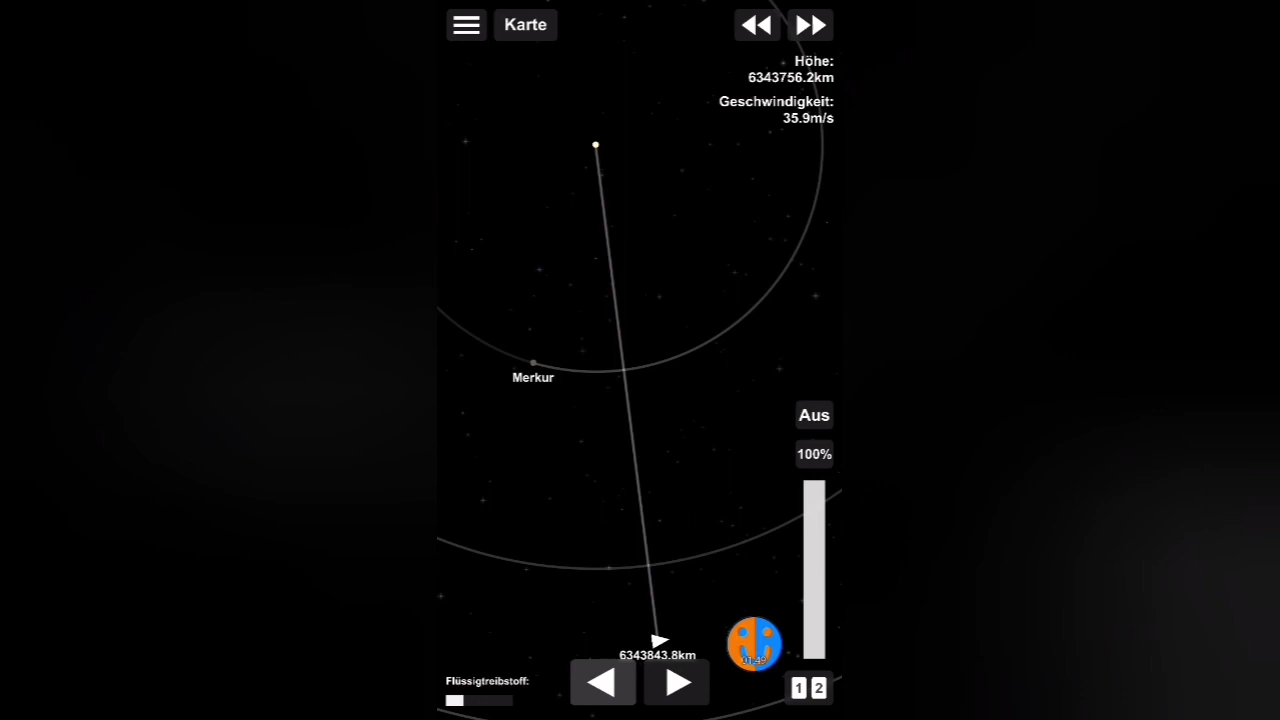 Karte
Höhe:
6343756.2km
Geschwindigkeit:
35.9m/s
Merkur
Aus
100%
6343843.8km
Flüssigtreibstoff:
1 2